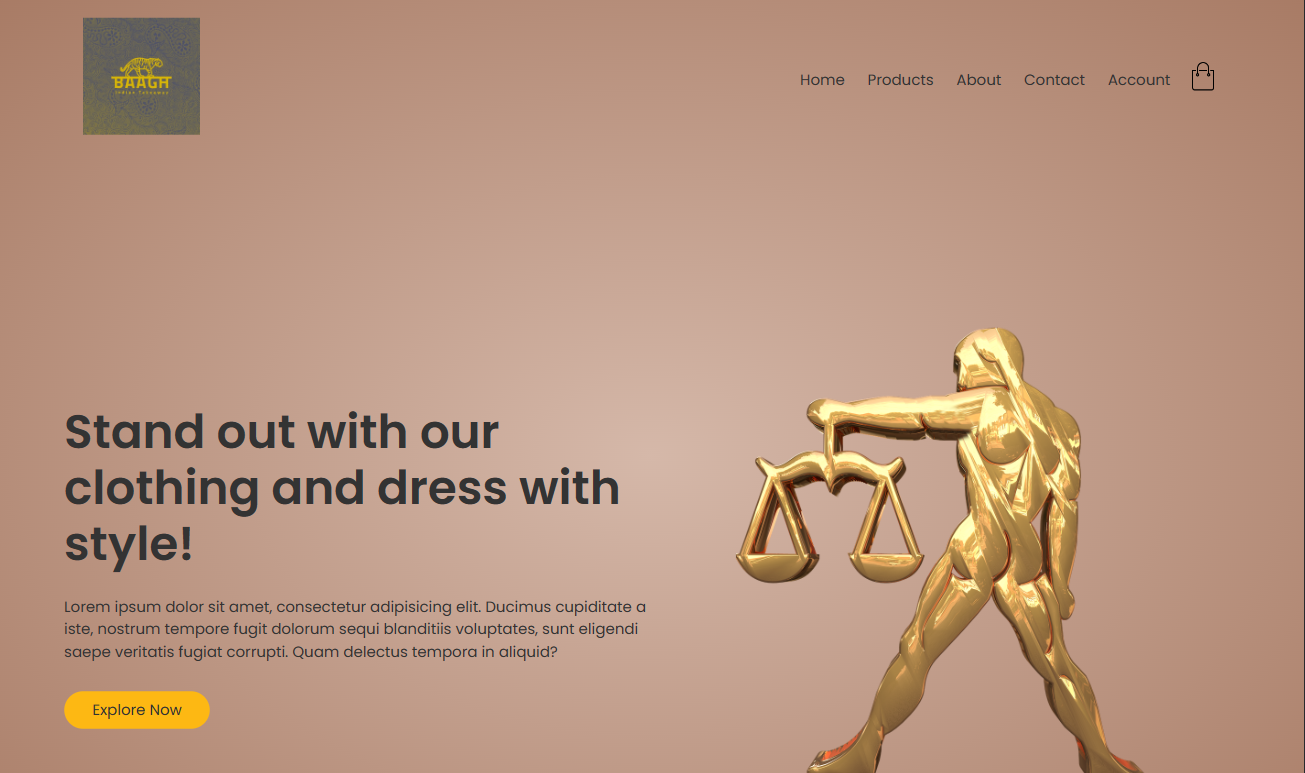 BAAGH
Indian Takeaway
Home Products About Contact Account
Stand out with our
clothing and dress with
style!
Lorem ipsum dolor sit amet, consectetur adipisicing elit. Ducimus cupiditate a
iste, nostrum tempore fugit dolorum sequi blanditiis voluptates, sunt eligendi
saepe veritatis fugiat corrupti. Quam delectus tempora in aliquid?
Explore Now